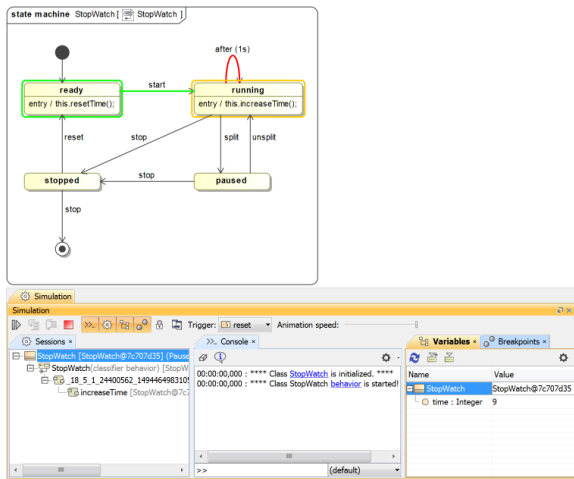 state machine StopWatch [ StopWatch ]
after (1s)
ready
start
running
entry / this.resetTime();
entry / this.increaseTime();
reset
stop
split
unsplit
stopped
stop
paused
stop
Simulation
Simulation
Trigger: reset Animation speed:
Sessions × Console × Variables × Breakpoints ×
StopWatch [StopWatch@7c707d35] (Pause
StopWatch(classifier behavior) [StopW
_18_5_1_24400562_149446498310
increaseTime [StopWatch@7c7
00:00:00,000 : **** Class StopWatch is initialized. ****
00:00:00,000 : **** Class StopWatch behavior is started!
Name Value
StopWatch StopWatch@7c707d35
time : Integer 9
>> (default)